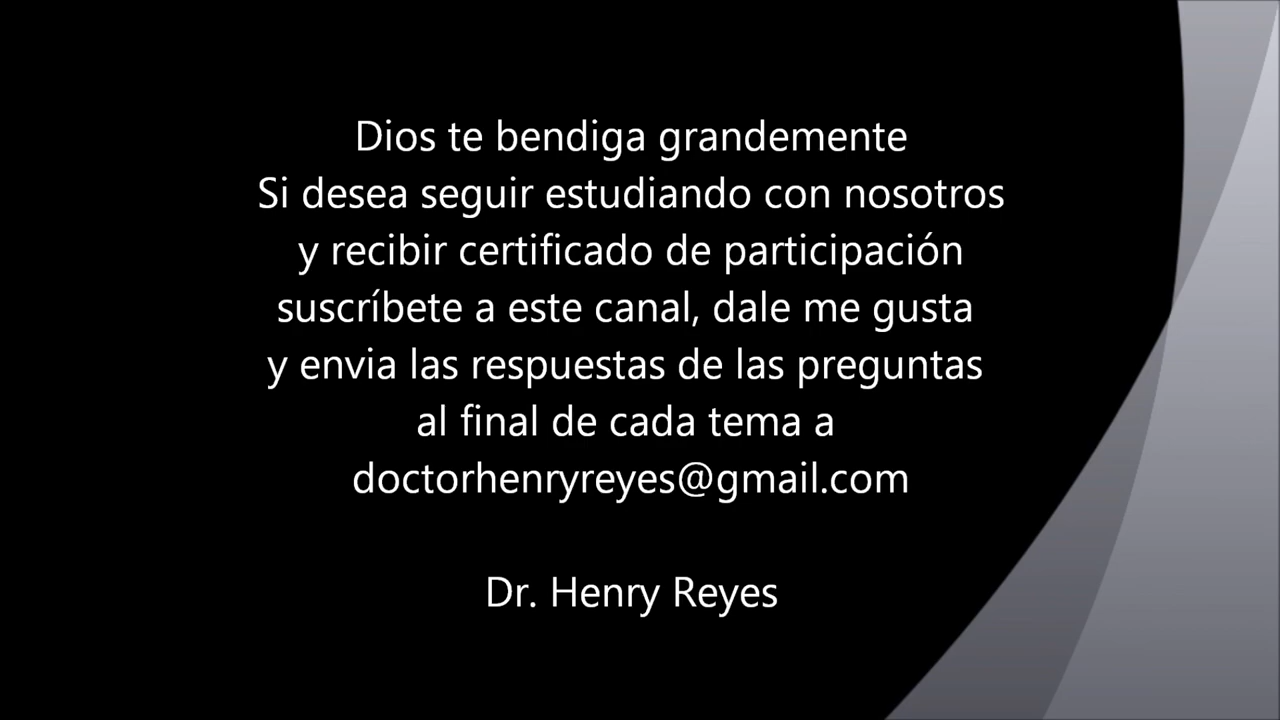 Dios te bendiga grandemente
Si desea seguir estudiando con nosotros
y recibir certificado de participación
suscríbete a este canal, dale me gusta
y envia las respuestas de las preguntas
al final de cada tema a
doctorhenryreyes@gmail.com
Dr. Henry Reyes